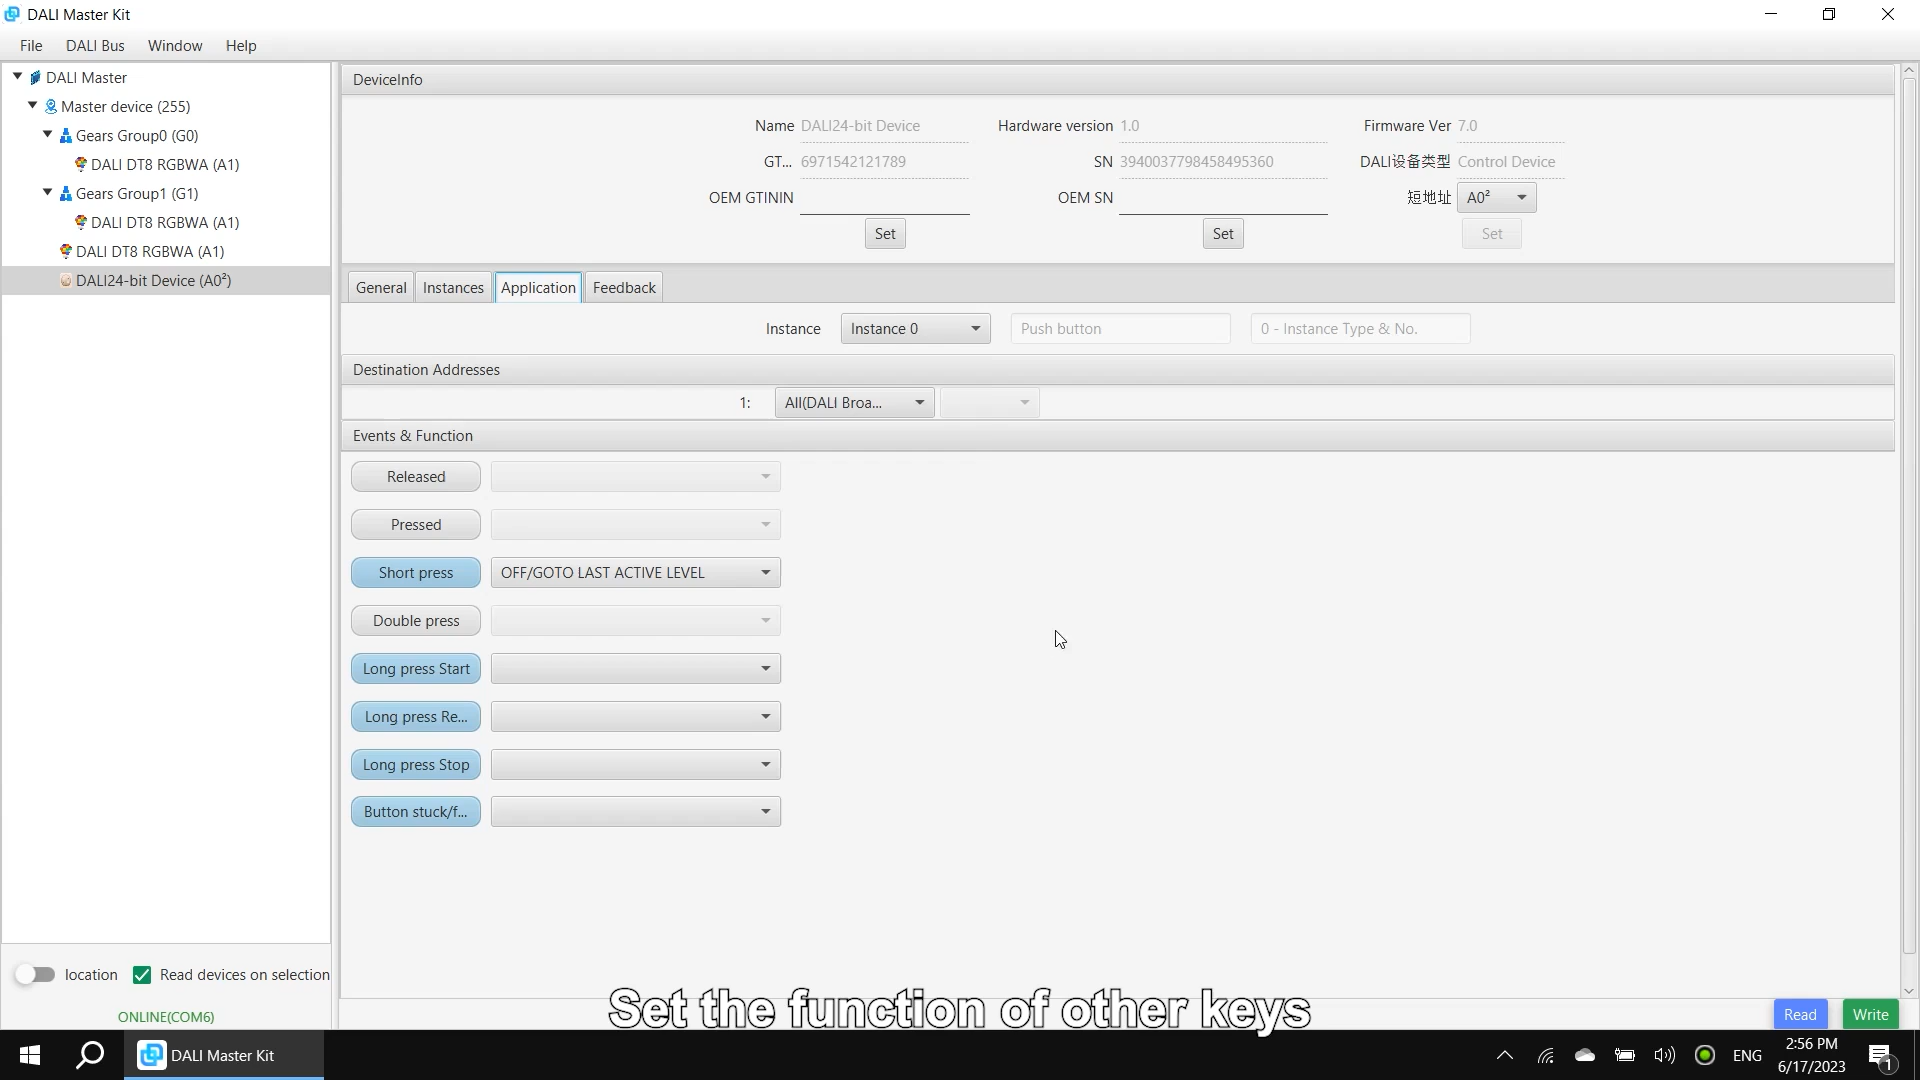 DALI Master Kit
File DALI Bus Window Help
DALI Master
Master device (255)
Gears Group0 (G0)
DALI DT8 RGBWA (A1)
Gears Group1 (G1)
DALI DT8 RGBWA (A1)
DALI DT8 RGBWA (A1)
DALI24-bit Device (A0²)
location Read devices on selection
ONLINE(COM6)
DeviceInfo
Name DALI24-bit Device Hardware version 1.0 Firmware Ver 7.0
GT... 6971542121789 SN 3940037798458495360 DALI设备类型 Control Device
OEM GTININ OEM SN 短地址 A0²
Set Set Set
General Instances Application Feedback
Instance Instance 0 Push button 0 - Instance Type & No.
Destination Addresses
1: All(DALI Broa...
Events & Function
Released
Pressed
Short press OFF/GOTO LAST ACTIVE LEVEL
Double press
Long press Start
Long press Re...
Long press Stop
Button stuck/f...
Set the function of other keys
Read Write
DALI Master Kit
ENG
2:56 PM
6/17/2023
1